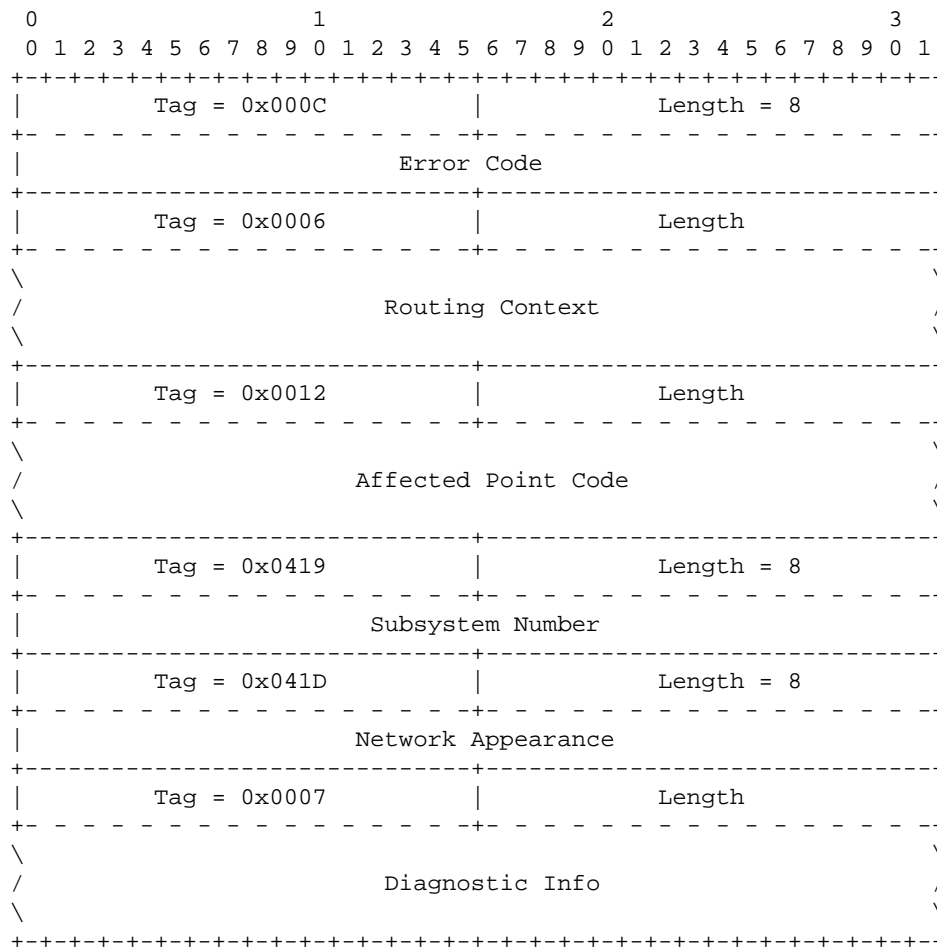 0                   1                   2                   3
 0 1 2 3 4 5 6 7 8 9 0 1 2 3 4 5 6 7 8 9 0 1 2 3 4 5 6 7 8 9 0 1
+-+-+-+-+-+-+-+-+-+-+-+-+-+-+-+-+-+-+-+-+-+-+-+-+-+-+-+-+-+-+-+--
|         Tag = 0x000C          |            Length = 8
+- - - - - - - - - - - - - - - -+- - - - - - - - - - - - - - - --
|                          Error Code
+-------------------------------+--------------------------------
|         Tag = 0x0006          |            Length
+- - - - - - - - - - - - - - - -+- - - - - - - - - - - - - - - --
\                                                               \
/                         Routing Context                       /
\                                                               \
+-------------------------------+--------------------------------
|         Tag = 0x0012          |            Length
+- - - - - - - - - - - - - - - -+- - - - - - - - - - - - - - - --
\                                                               \
/                       Affected Point Code                     /
\                                                               \
+-------------------------------+--------------------------------
|         Tag = 0x0419          |            Length = 8
+- - - - - - - - - - - - - - - -+- - - - - - - - - - - - - - - --
|                        Subsystem Number
+-------------------------------+--------------------------------
|         Tag = 0x041D          |            Length = 8
+- - - - - - - - - - - - - - - -+- - - - - - - - - - - - - - - --
|                       Network Appearance
+-------------------------------+--------------------------------
|         Tag = 0x0007          |            Length
+- - - - - - - - - - - - - - - -+- - - - - - - - - - - - - - - --
\                                                               \
/                         Diagnostic Info                       /
\                                                               \
+-+-+-+-+-+-+-+-+-+-+-+-+-+-+-+-+-+-+-+-+-+-+-+-+-+-+-+-+-+-+-+--